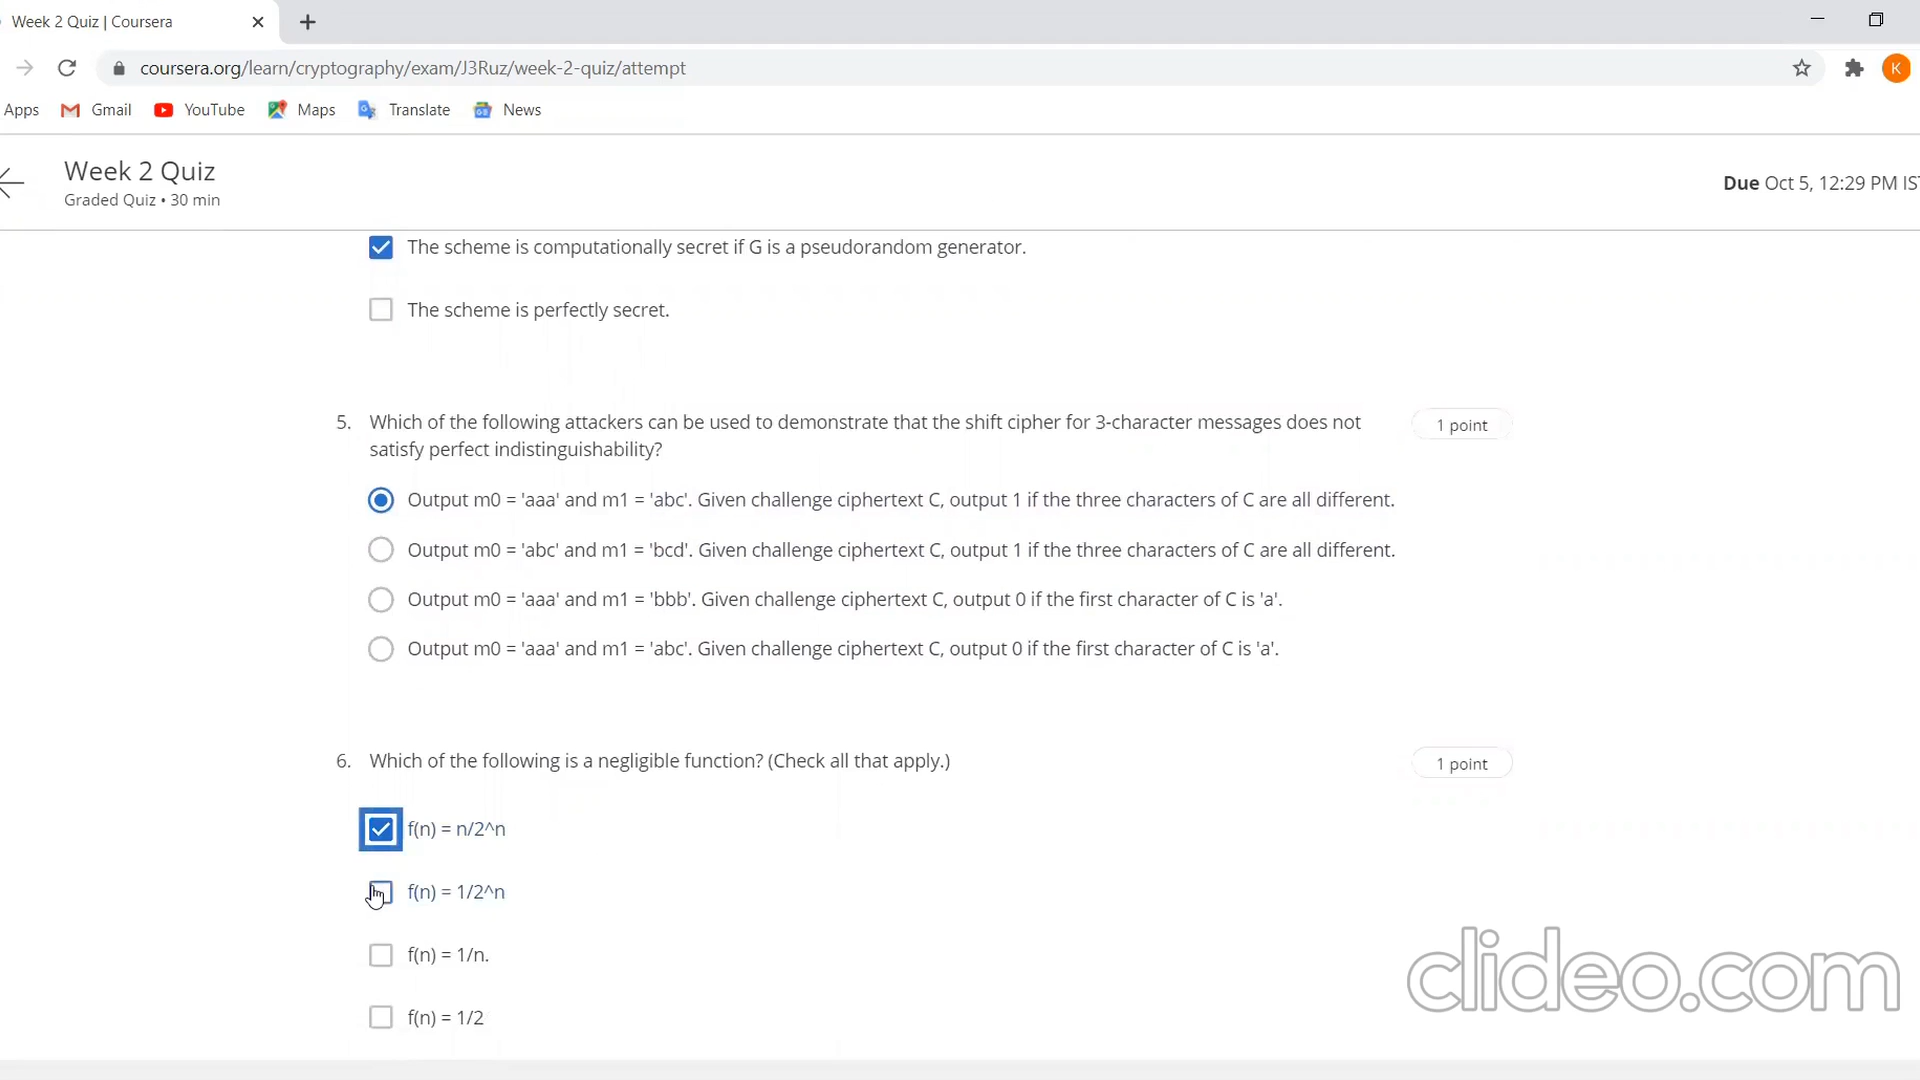 Week 2 Quiz | Coursera
coursera.org/learn/cryptography/exam/J3Ruz/week-2-quiz/attempt
K
Apps Gmail YouTube Maps Translate News
Week 2 Quiz
Graded Quiz • 30 min
Due Oct 5, 12:29 PM IS
The scheme is computationally secret if G is a pseudorandom generator.
The scheme is perfectly secret.
5. Which of the following attackers can be used to demonstrate that the shift cipher for 3-character messages does not 1 point
satisfy perfect indistinguishability?
Output m0 = 'aaa' and m1 = 'abc'. Given challenge ciphertext C, output 1 if the three characters of C are all different.
Output m0 = 'abc' and m1 = 'bcd'. Given challenge ciphertext C, output 1 if the three characters of C are all different.
Output m0 = 'aaa' and m1 = 'bbb'. Given challenge ciphertext C, output 0 if the first character of C is 'a'.
Output m0 = 'aaa' and m1 = 'abc'. Given challenge ciphertext C, output 0 if the first character of C is 'a'.
6. Which of the following is a negligible function? (Check all that apply.) 1 point
f(n) = n/2^n
f(n) = 1/2^n
f(n) = 1/n.
f(n) = 1/2
clideo.com